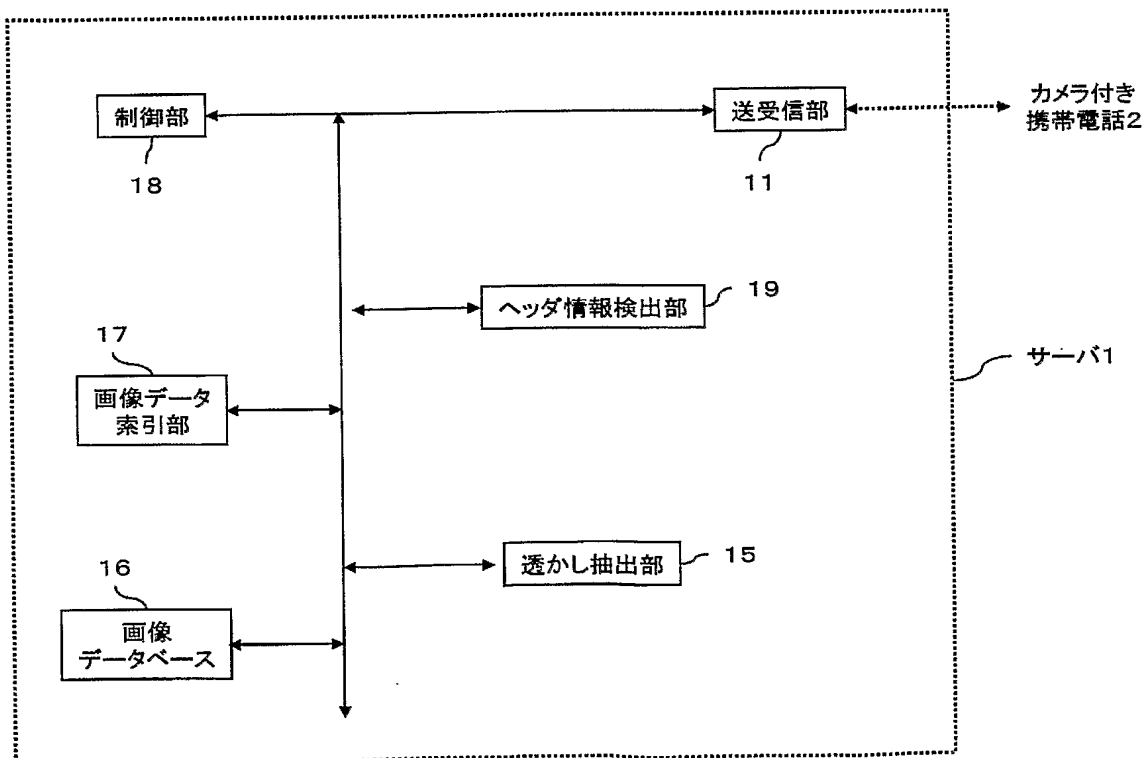 制御部
18
送受信部
11
カメラ付き
携帯電話2
ヘッダ情報検出部
19
サーバ1
17
画像データ
索引部
透かし抽出部
15
16
画像
データベース